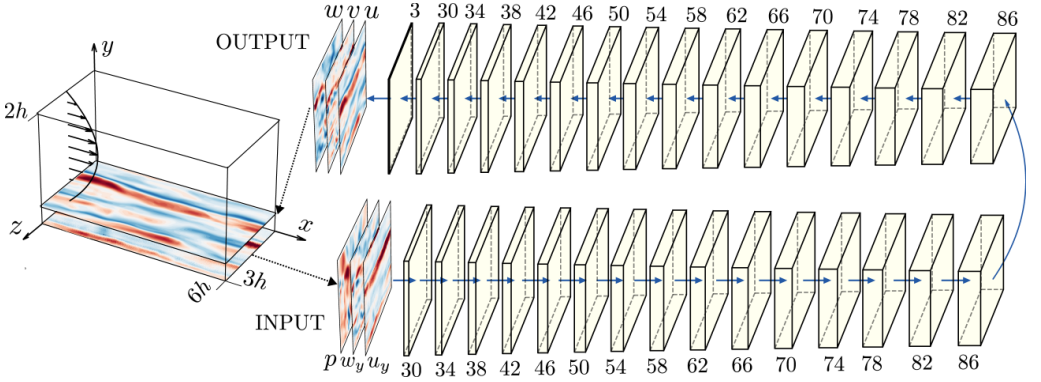 w v u
3 30 34 38 42 46 50 54 58 62 66 70 74 78 82 86
OUTPUT
y
2h
z
x
3h
6h
INPUT
p w_y u_y
30 34 38 42 46 50 54 58 62 66 70 74 78 82 86